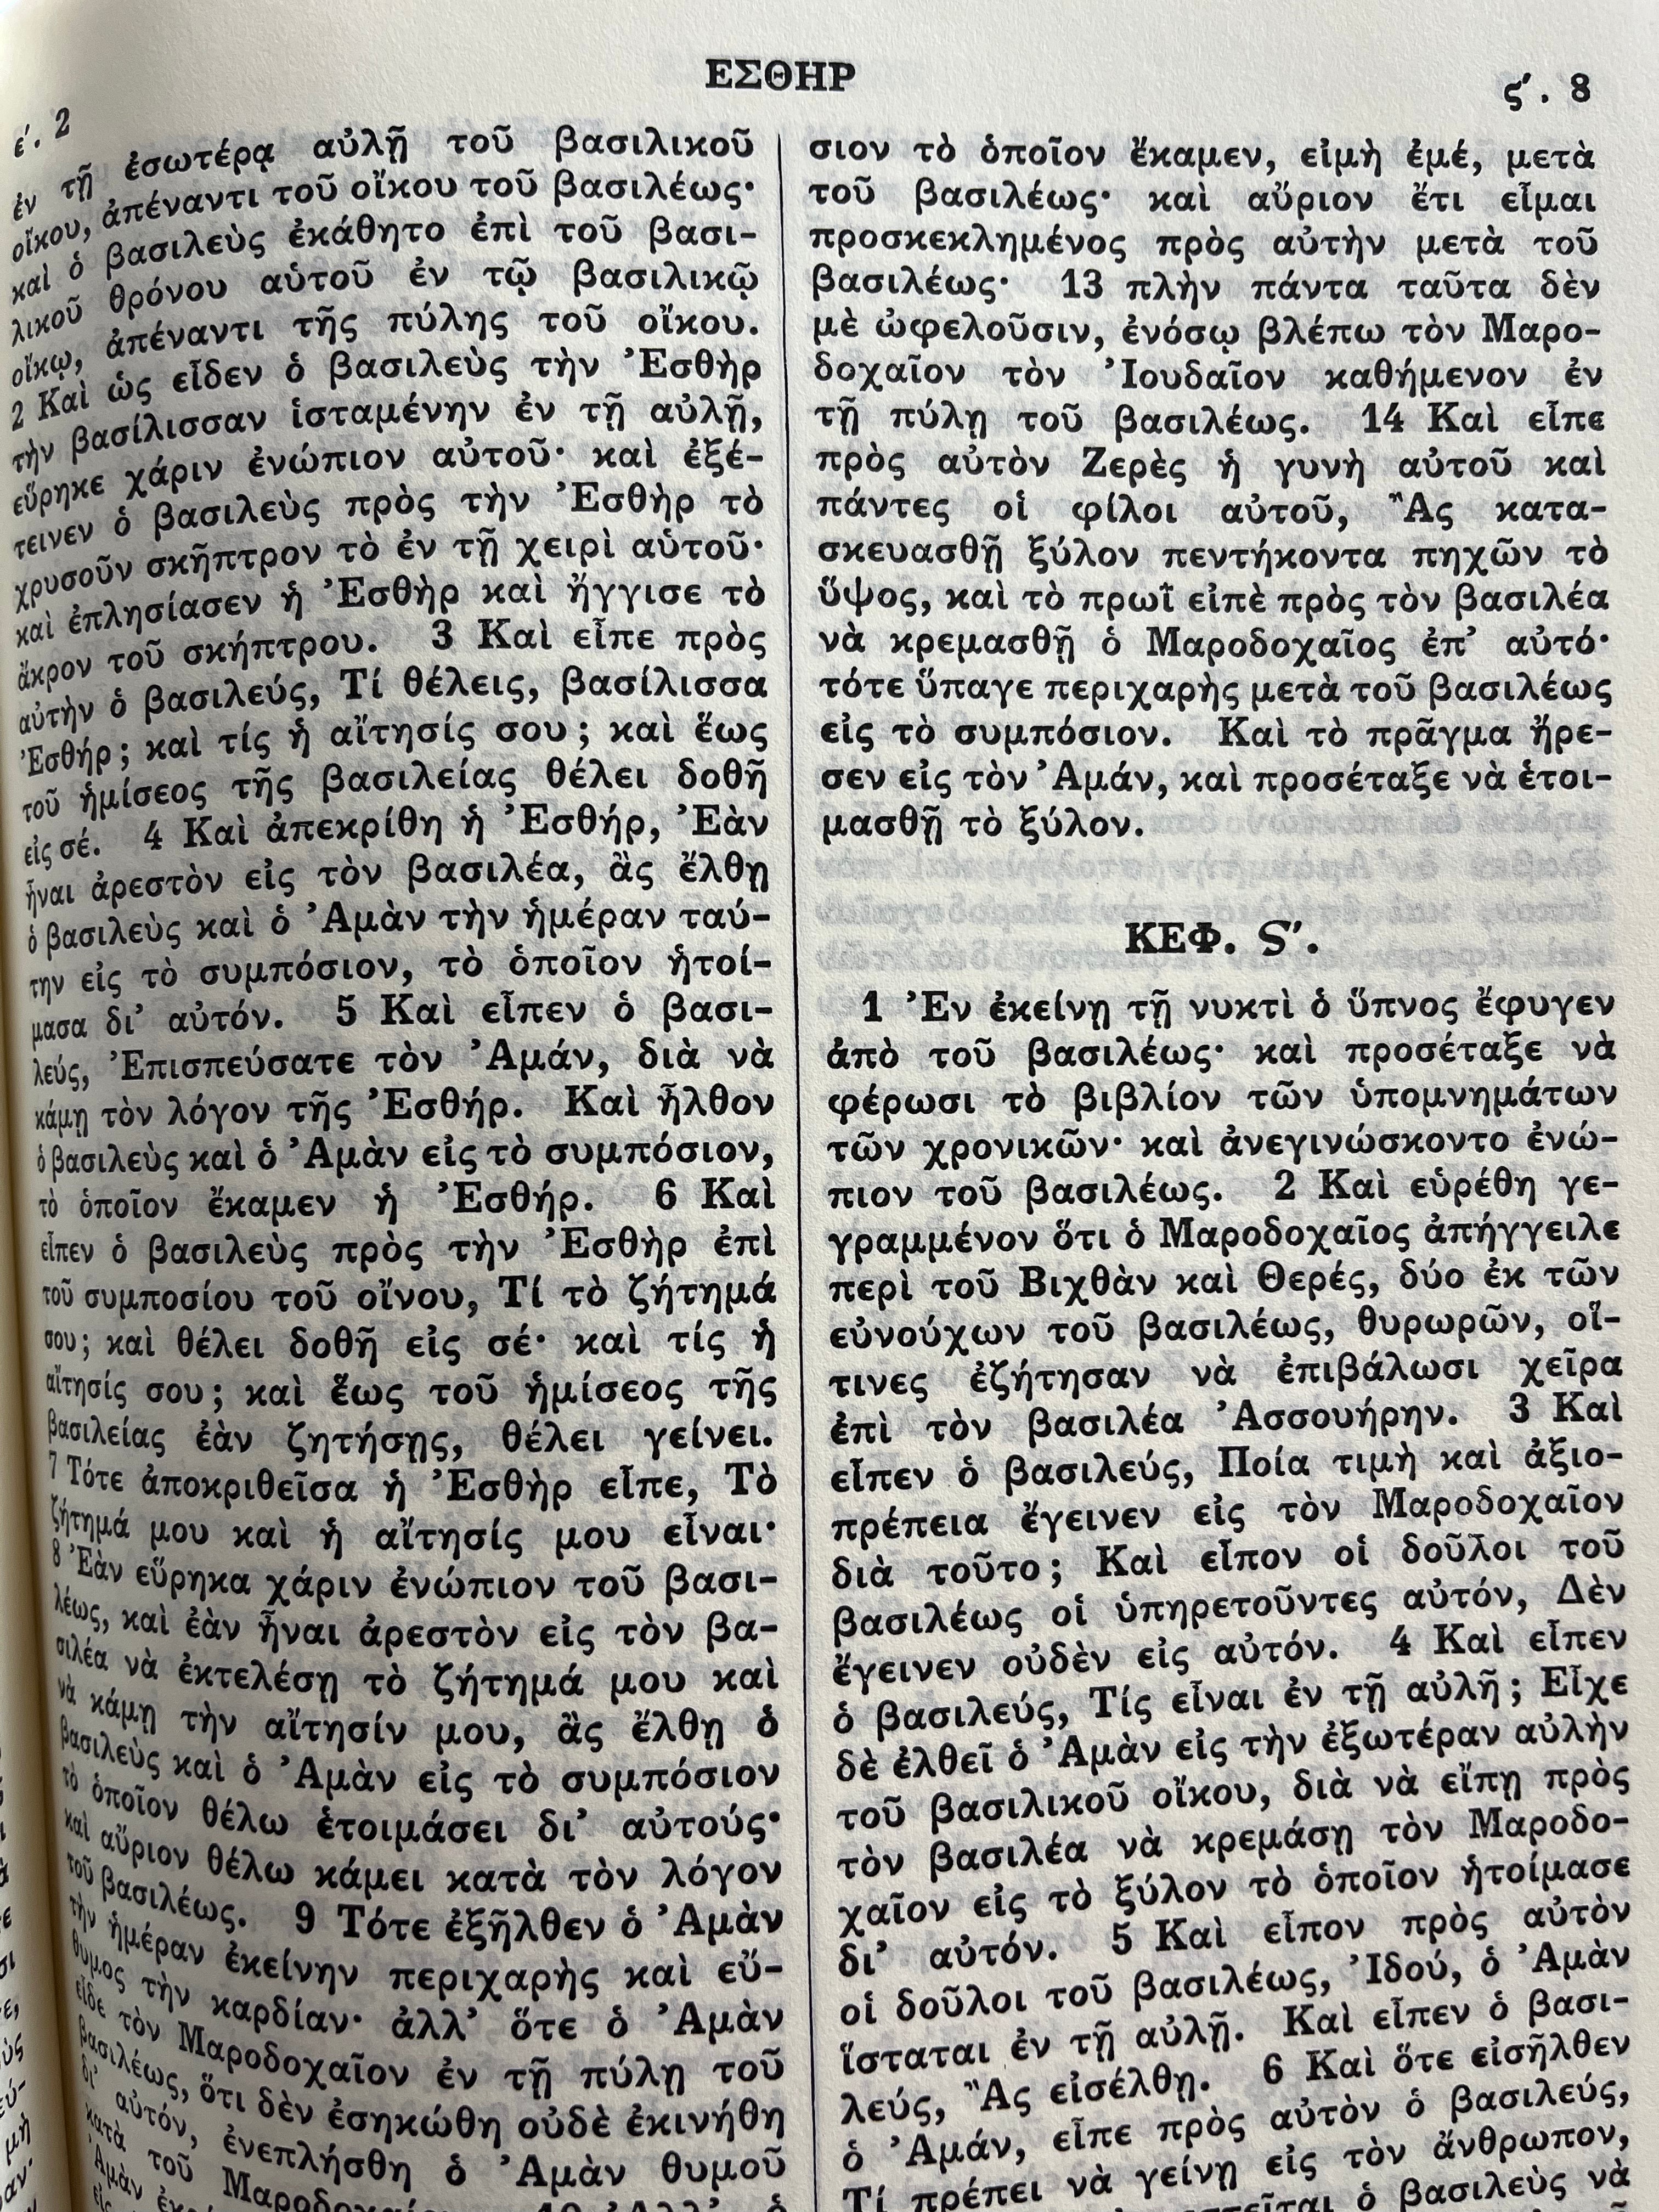 ΕΣΘΗΡ
ε΄. 2
ϛ΄. 8
ἐν τῇ ἐσωτέρᾳ αὐλῇ τοῦ βασιλικοῦ
οἴκου, ἀπέναντι τοῦ οἴκου τοῦ βασιλέως·
καὶ ὁ βασιλεὺς ἐκάθητο ἐπὶ τοῦ βασι-
λικοῦ θρόνου αὑτοῦ ἐν τῷ βασιλικῷ
οἴκῳ, ἀπέναντι τῆς πύλης τοῦ οἴκου.
2 Καὶ ὡς εἶδεν ὁ βασιλεὺς τὴν Ἐσθὴρ
τὴν βασίλισσαν ἱσταμένην ἐν τῇ αὐλῇ,
εὕρηκε χάριν ἐνώπιον αὐτοῦ· καὶ ἐξέ-
τεινεν ὁ βασιλεὺς πρὸς τὴν Ἐσθὴρ τὸ
χρυσοῦν σκῆπτρον τὸ ἐν τῇ χειρὶ αὑτοῦ·
καὶ ἐπλησίασεν ἡ Ἐσθὴρ καὶ ἤγγισε τὸ
ἄκρον τοῦ σκήπτρου. 3 Καὶ εἶπε πρὸς
αὐτὴν ὁ βασιλεύς, Τί θέλεις, βασίλισσα
Ἐσθήρ; καὶ τίς ἡ αἴτησίς σου; καὶ ἕως
τοῦ ἡμίσεος τῆς βασιλείας θέλει δοθῆ
εἰς σέ. 4 Καὶ ἀπεκρίθη ἡ Ἐσθήρ, Ἐὰν
ἦναι ἀρεστὸν εἰς τὸν βασιλέα, ἂς ἔλθῃ
ὁ βασιλεὺς καὶ ὁ Ἀμὰν τὴν ἡμέραν ταύ-
την εἰς τὸ συμπόσιον, τὸ ὁποῖον ἡτοί-
μασα δι’ αὐτόν. 5 Καὶ εἶπεν ὁ βασι-
λεύς, Ἐπισπεύσατε τὸν Ἀμάν, διὰ νὰ
κάμῃ τὸν λόγον τῆς Ἐσθήρ. Καὶ ἦλθον
ὁ βασιλεὺς καὶ ὁ Ἀμὰν εἰς τὸ συμπόσιον,
τὸ ὁποῖον ἔκαμεν ἡ Ἐσθήρ. 6 Καὶ
εἶπεν ὁ βασιλεὺς πρὸς τὴν Ἐσθὴρ ἐπὶ
τοῦ συμποσίου τοῦ οἴνου, Τί τὸ ζήτημά
σου; καὶ θέλει δοθῆ εἰς σέ· καὶ τίς ἡ
αἴτησίς σου; καὶ ἕως τοῦ ἡμίσεος τῆς
βασιλείας ἐὰν ζητήσῃς, θέλει γείνει.
7 Τότε ἀποκριθεῖσα ἡ Ἐσθὴρ εἶπε, Τὸ
ζήτημά μου καὶ ἡ αἴτησίς μου εἶναι·
8 Ἐὰν εὕρηκα χάριν ἐνώπιον τοῦ βασι-
λέως, καὶ ἐὰν ἦναι ἀρεστὸν εἰς τὸν βα-
σιλέα νὰ ἐκτελέσῃ τὸ ζήτημά μου καὶ
νὰ κάμῃ τὴν αἴτησίν μου, ἂς ἔλθῃ ὁ
βασιλεὺς καὶ ὁ Ἀμὰν εἰς τὸ συμπόσιον
τὸ ὁποῖον θέλω ἑτοιμάσει δι’ αὐτούς·
καὶ αὔριον θέλω κάμει κατὰ τὸν λόγον
τοῦ βασιλέως. 9 Τότε ἐξῆλθεν ὁ Ἀμὰν
τὴν ἡμέραν ἐκείνην περιχαρὴς καὶ εὔ-
θυμος τὴν καρδίαν· ἀλλ’ ὅτε ὁ Ἀμὰν
εἶδε τὸν Μαροδοχαῖον ἐν τῇ πύλῃ τοῦ
βασιλέως, ὅτι δὲν ἐσηκώθη οὐδὲ ἐκινήθη
δι’ αὐτόν, ἐνεπλήσθη ὁ Ἀμὰν θυμοῦ
κατὰ τοῦ
σιον τὸ ὁποῖον ἔκαμεν, εἰμὴ ἐμέ, μετὰ
τοῦ βασιλέως· καὶ αὔριον ἔτι εἶμαι
προσκεκλημένος πρὸς αὐτὴν μετὰ τοῦ
βασιλέως· 13 πλὴν πάντα ταῦτα δὲν
μὲ ὠφελοῦσιν, ἐνόσῳ βλέπω τὸν Μαρο-
δοχαῖον τὸν Ἰουδαῖον καθήμενον ἐν
τῇ πύλῃ τοῦ βασιλέως. 14 Καὶ εἶπε
πρὸς αὐτὸν Ζερὲς ἡ γυνὴ αὐτοῦ καὶ
πάντες οἱ φίλοι αὐτοῦ, Ἂς κατα-
σκευασθῇ ξύλον πεντήκοντα πηχῶν τὸ
ὕψος, καὶ τὸ πρωῒ εἰπὲ πρὸς τὸν βασιλέα
νὰ κρεμασθῇ ὁ Μαροδοχαῖος ἐπ’ αὐτό·
τότε ὕπαγε περιχαρὴς μετὰ τοῦ βασιλέως
εἰς τὸ συμπόσιον. Καὶ τὸ πρᾶγμα ἤρε-
σεν εἰς τὸν Ἀμάν, καὶ προσέταξε νὰ ἑτοι-
μασθῇ τὸ ξύλον.
ΚΕΦ. Ϛ΄.
1 Ἐν ἐκείνῃ τῇ νυκτὶ ὁ ὕπνος ἔφυγεν
ἀπὸ τοῦ βασιλέως· καὶ προσέταξε νὰ
φέρωσι τὸ βιβλίον τῶν ὑπομνημάτων
τῶν χρονικῶν· καὶ ἀνεγινώσκοντο ἐνώ-
πιον τοῦ βασιλέως. 2 Καὶ εὑρέθη γε-
γραμμένον ὅτι ὁ Μαροδοχαῖος ἀπήγγειλε
περὶ τοῦ Βιχθὰν καὶ Θερές, δύο ἐκ τῶν
εὐνούχων τοῦ βασιλέως, θυρωρῶν, οἵ-
τινες ἐζήτησαν νὰ ἐπιβάλωσι χεῖρα
ἐπὶ τὸν βασιλέα Ἀσσουήρην. 3 Καὶ
εἶπεν ὁ βασιλεύς, Ποία τιμὴ καὶ ἀξιο-
πρέπεια ἔγεινεν εἰς τὸν Μαροδοχαῖον
διὰ τοῦτο; Καὶ εἶπον οἱ δοῦλοι τοῦ
βασιλέως οἱ ὑπηρετοῦντες αὐτόν, Δὲν
ἔγεινεν οὐδὲν εἰς αὐτόν. 4 Καὶ εἶπεν
ὁ βασιλεύς, Τίς εἶναι ἐν τῇ αὐλῇ; Εἶχε
δὲ ἐλθεῖ ὁ Ἀμὰν εἰς τὴν ἐξωτέραν αὐλὴν
τοῦ βασιλικοῦ οἴκου, διὰ νὰ εἴπῃ πρὸς
τὸν βασιλέα νὰ κρεμάσῃ τὸν Μαροδο-
χαῖον εἰς τὸ ξύλον τὸ ὁποῖον ἡτοίμασε
δι’ αὐτόν. 5 Καὶ εἶπον πρὸς αὐτὸν
οἱ δοῦλοι τοῦ βασιλέως, Ἰδού, ὁ Ἀμὰν
ἵσταται ἐν τῇ αὐλῇ. Καὶ εἶπεν ὁ βασι-
λεύς, Ἂς εἰσέλθῃ. 6 Καὶ ὅτε εἰσῆλθεν
ὁ Ἀμάν, εἶπε πρὸς αὐτὸν ὁ βασιλεύς,
Τί πρέπει νὰ γείνῃ εἰς τὸν ἄνθρωπον,
ὁ βασιλεὺς νὰ